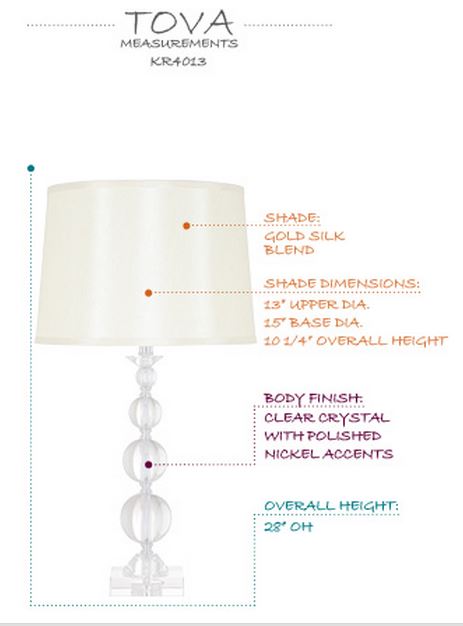 TOVA
MEASUREMENTS
KR4013
SHADE:
GOLD SILK
BLEND
SHADE DIMENSIONS:
13" UPPER DIA.
15" BASE DIA.
10 1/4" OVERALL HEIGHT
BODY FINISH:
CLEAR CRYSTAL
WITH POLISHED
NICKEL ACCENTS
OVERALL HEIGHT:
28" OH